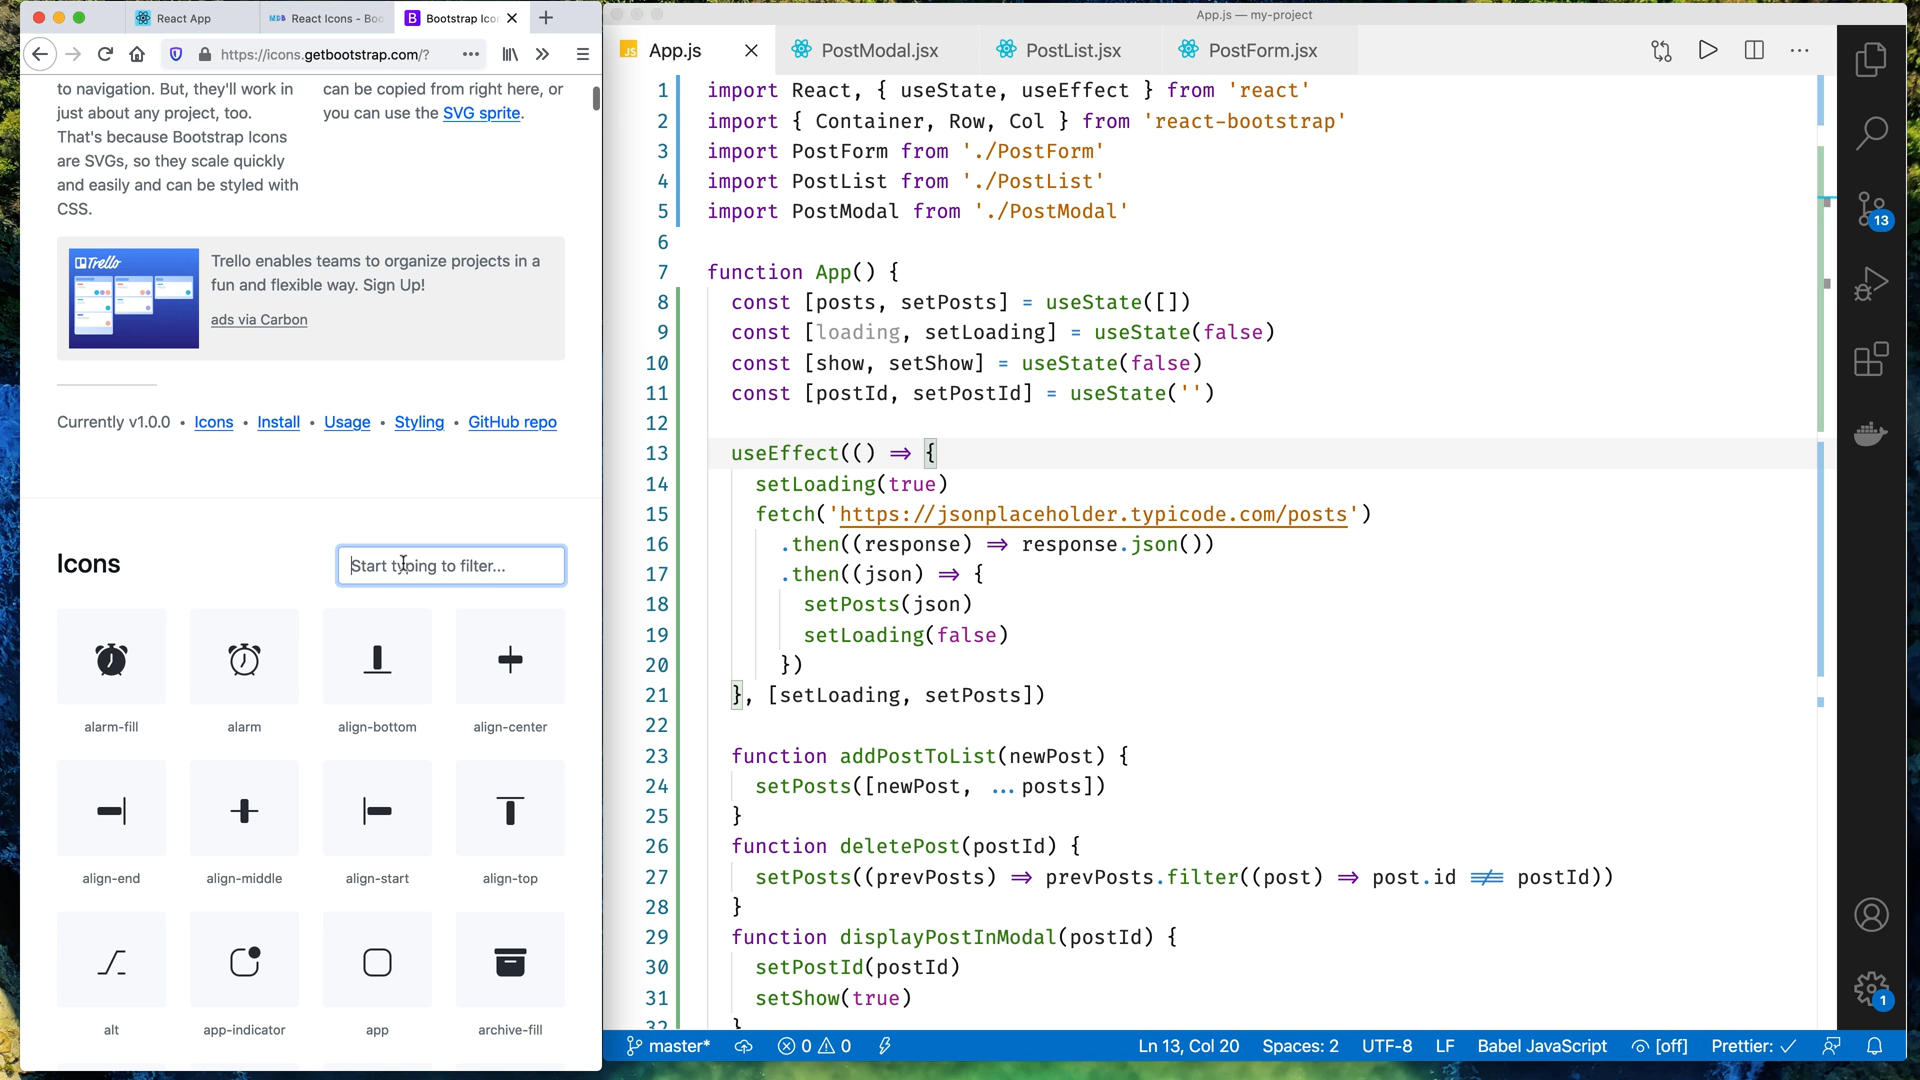 React App
React Icons - Boo
Bootstrap Ico
https://icons.getbootstrap.com/?
to navigation. But, they'll work in
just about any project, too.
That's because Bootstrap Icons
are SVGs, so they scale quickly
and easily and can be styled with
CSS.
can be copied from right here, or
you can use the SVG sprite.
Trello
Trello enables teams to organize projects in a
fun and flexible way. Sign Up!
ads via Carbon
Currently v1.0.0 • Icons • Install • Usage • Styling • GitHub repo
Icons
Start typing to filter...
alarm-fill
alarm
align-bottom
align-center
align-end
align-middle
align-start
align-top
alt
app-indicator
app
archive-fill
App.js — my-project
JS App.js
PostModal.jsx
PostList.jsx
PostForm.jsx
1 import React, { useState, useEffect } from 'react'
2 import { Container, Row, Col } from 'react-bootstrap'
3 import PostForm from './PostForm'
4 import PostList from './PostList'
5 import PostModal from './PostModal'
6
7 function App() {
8 const [posts, setPosts] = useState([])
9 const [loading, setLoading] = useState(false)
10 const [show, setShow] = useState(false)
11 const [postId, setPostId] = useState('')
12
13 useEffect(() => {
14 setLoading(true)
15 fetch('https://jsonplaceholder.typicode.com/posts')
16 .then((response) => response.json())
17 .then((json) => {
18 setPosts(json)
19 setLoading(false)
20 })
21 }, [setLoading, setPosts])
22
23 function addPostToList(newPost) {
24 setPosts([newPost, ...posts])
25 }
26 function deletePost(postId) {
27 setPosts((prevPosts) => prevPosts.filter((post) => post.id !== postId))
28 }
29 function displayPostInModal(postId) {
30 setPostId(postId)
31 setShow(true)
32 }
13
1
master* 0 0 Ln 13, Col 20 Spaces: 2 UTF-8 LF Babel JavaScript [off] Prettier: ✓